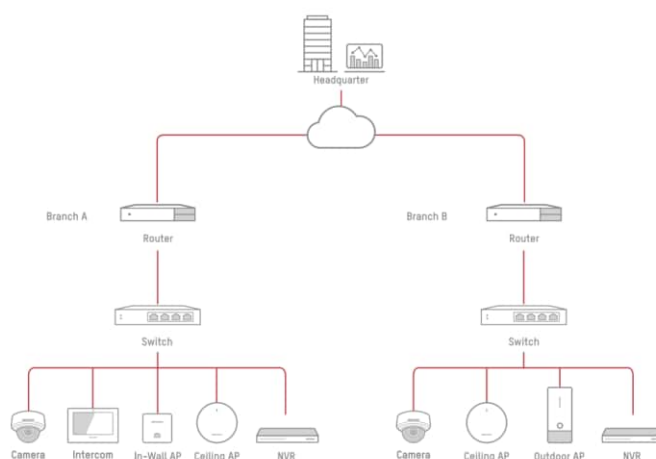 Headquarter
Branch A
Router
Branch B
Router
Switch
Switch
Camera
Intercom
In-Wall AP
Ceiling AP
NVR
Camera
Ceiling AP
Outdoor AP
NVR